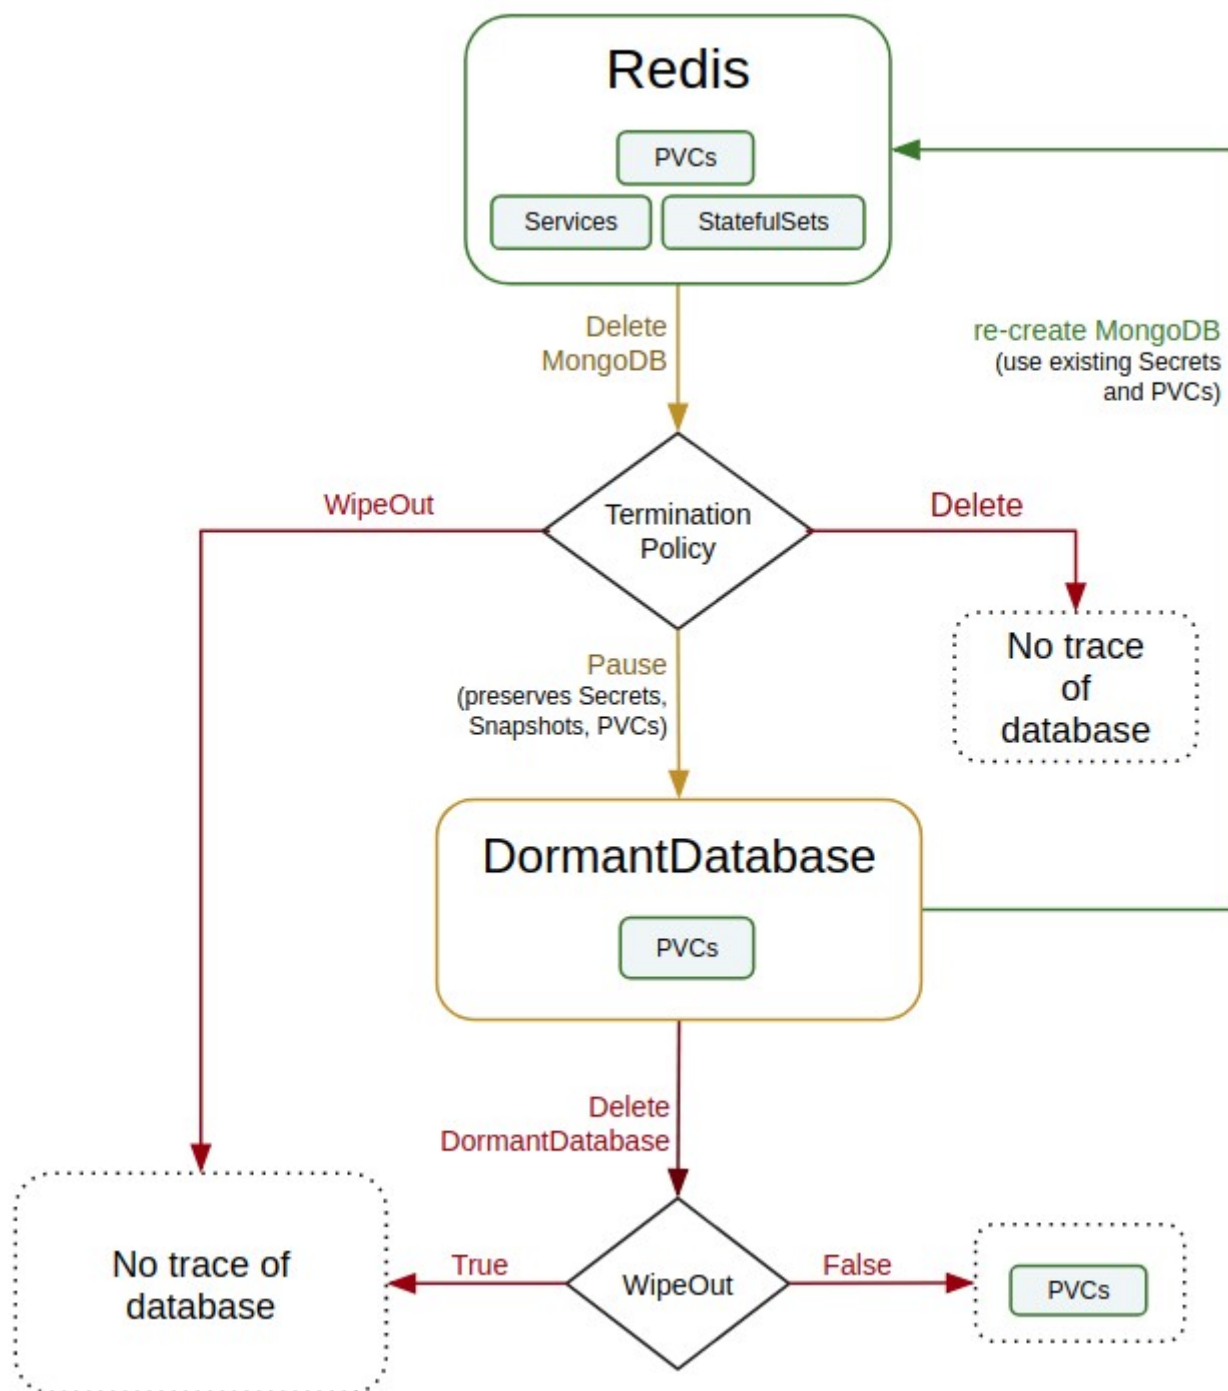 Redis
PVCs
Services
StatefulSets
Delete
MongoDB
re-create MongoDB
(use existing Secrets
and PVCs)
WipeOut
Termination
Policy
Delete
No trace
of
database
Pause
(preserves Secrets,
Snapshots, PVCs)
DormantDatabase
PVCs
Delete
DormantDatabase
No trace of
database
True
WipeOut
False
PVCs